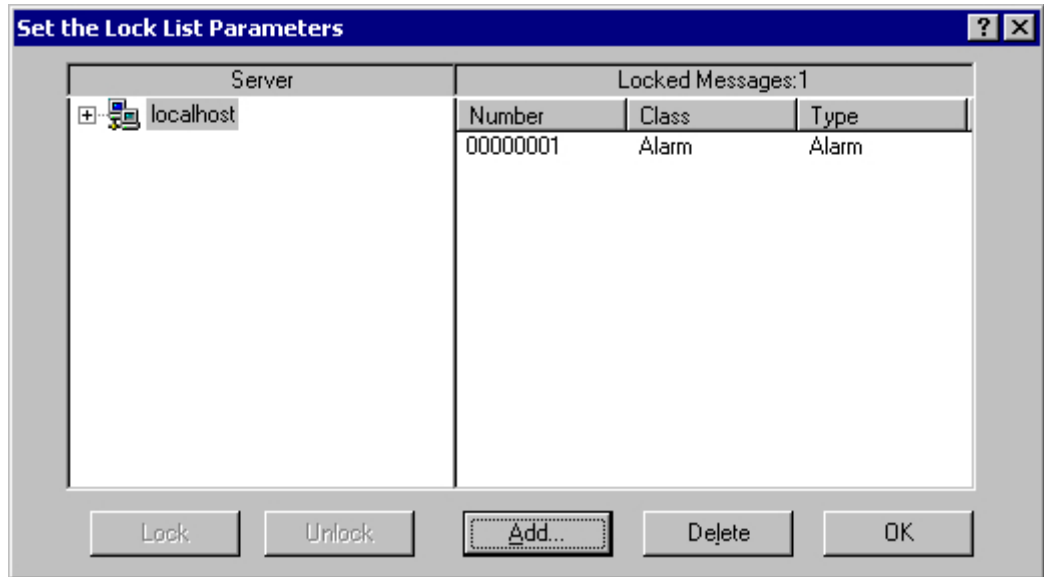 Set the Lock List Parameters
Server Locked Messages:1
localhost
Number Class Type
00000001 Alarm Alarm
Lock Unlock Add... Delete OK